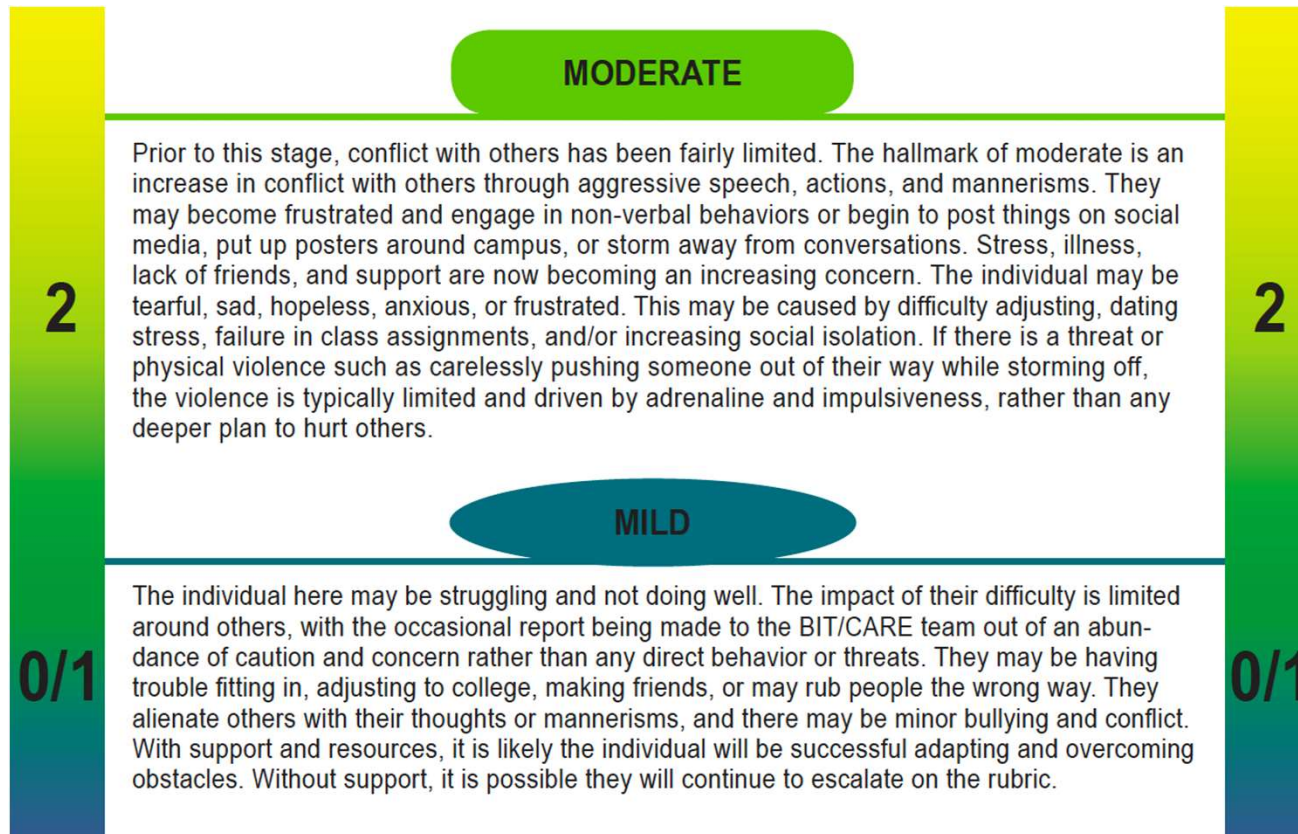 MODERATE
Prior to this stage, conflict with others has been fairly limited. The hallmark of moderate is an
increase in conflict with others through aggressive speech, actions, and mannerisms. They
may become frustrated and engage in non-verbal behaviors or begin to post things on social
media, put up posters around campus, or storm away from conversations. Stress, illness,
lack of friends, and support are now becoming an increasing concern. The individual may be
tearful, sad, hopeless, anxious, or frustrated. This may be caused by difficulty adjusting, dating
stress, failure in class assignments, and/or increasing social isolation. If there is a threat or
physical violence such as carelessly pushing someone out of their way while storming off,
the violence is typically limited and driven by adrenaline and impulsiveness, rather than any
deeper plan to hurt others.
2
2
MILD
The individual here may be struggling and not doing well. The impact of their difficulty is limited
around others, with the occasional report being made to the BIT/CARE team out of an abun-
dance of caution and concern rather than any direct behavior or threats. They may be having
trouble fitting in, adjusting to college, making friends, or may rub people the wrong way. They
alienate others with their thoughts or mannerisms, and there may be minor bullying and conflict.
With support and resources, it is likely the individual will be successful adapting and overcoming
obstacles. Without support, it is possible they will continue to escalate on the rubric.
0/1
0/1